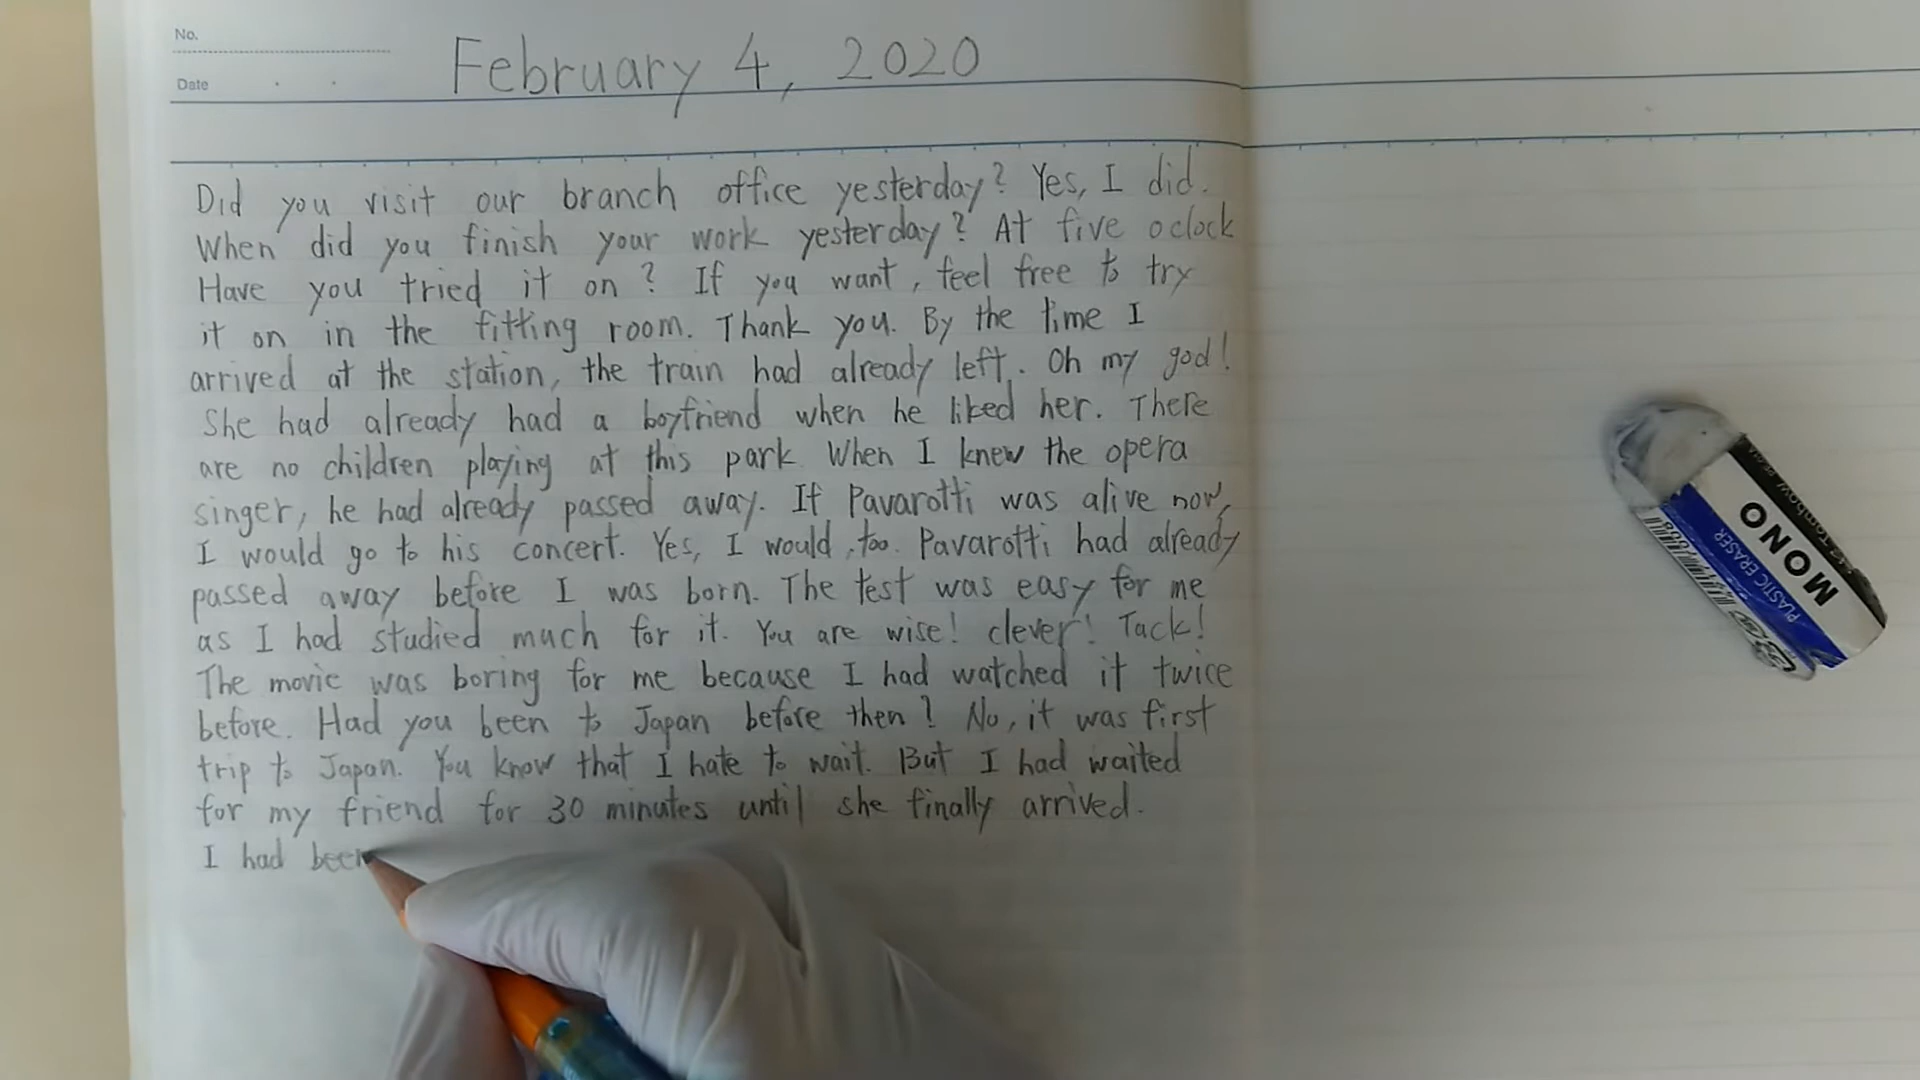 No.
Date
February 4, 2020
Did you visit our branch office yesterday? Yes, I did.
When did you finish your work yesterday? At five oclock
Have you tried it on? If you want, feel free to try
it on in the fitting room. Thank you. By the time I
arrived at the station, the train had already left. Oh my god!
She had already had a boyfriend when he liked her. There
are no children playing at this park. When I knew the opera
singer, he had already passed away. If Pavarotti was alive now,
I would go to his concert. Yes, I would, too. Pavarotti had already
passed away before I was born. The test was easy for me
as I had studied much for it. You are wise! clever! Tack!
The movie was boring for me because I had watched it twice
before. Had you been to Japan before then? No, it was first
trip to Japan. You know that I hate to wait. But I had waited
for my friend for 30 minutes until she finally arrived.
I had been
MONO
PLASTIC ERASER